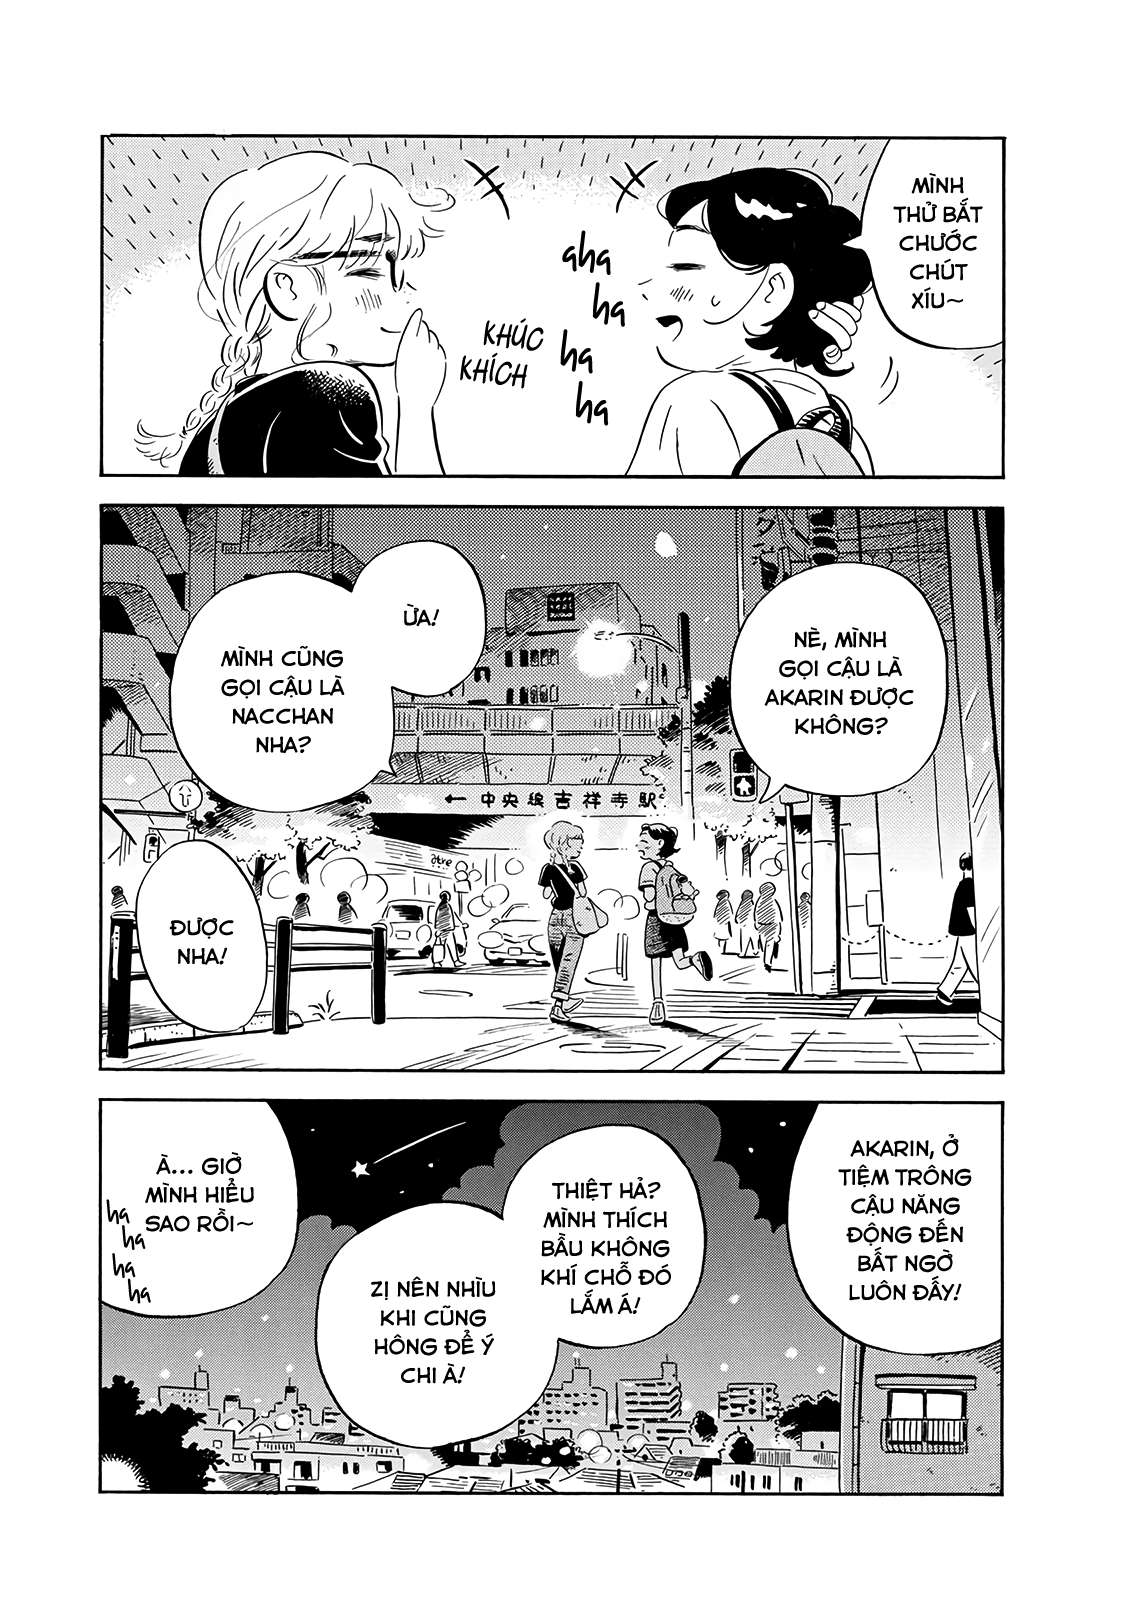 MÌNH
THỬ BẮT
CHƯỚC
CHÚT
XÍU~
aha
ha
ha
ha
KHÚC
KHÍCH
NÈ, MÌNH
GỌI CẬU LÀ
AKARIN ĐƯỢC
KHÔNG?
ỪA!
MÌNH CŨNG
GỌI CẬU LÀ
NACCHAN
NHA?
← 中央線吉祥寺駅
atre
ĐƯỢC
NHA!
AKARIN, Ở
TIỆM TRÔNG
CẬU NĂNG
ĐỘNG ĐẾN
BẤT NGỜ
LUÔN ĐẤY!
THIỆT HẢ?
MÌNH THÍCH
BẦU KHÔNG
KHÍ CHỖ ĐÓ
LẮM Á!
ZỊ NÊN NHÌU
KHI CŨNG
HÔNG ĐỂ Ý
CHI À!
À... GIỜ
MÌNH HIỂU
SAO RỒI~
ha
ha
ha
ha